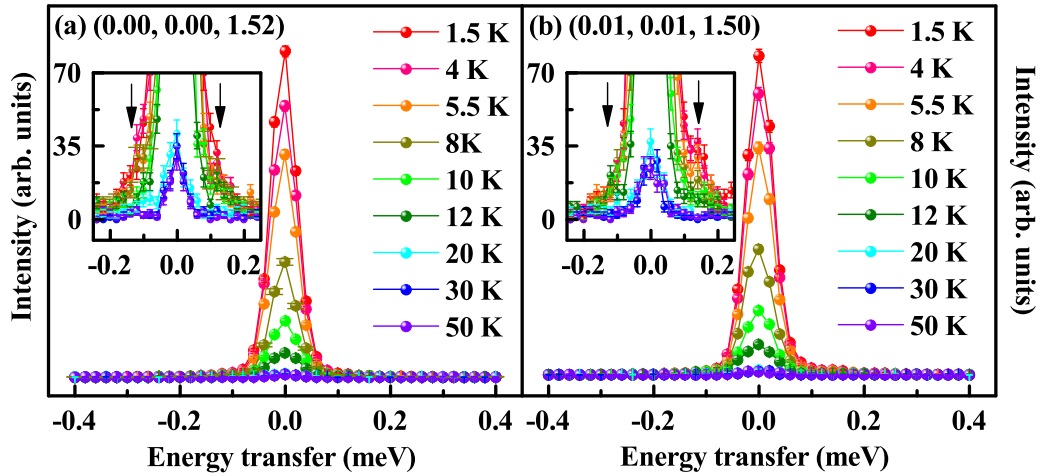 (a) (0.00, 0.00, 1.52)
1.5 K
4 K
5.5 K
8K
10 K
12 K
20 K
30 K
50 K
70
35
0
-0.2 0.0 0.2
-0.4 -0.2 0.0 0.2 0.4
Energy transfer (meV)
Intensity (arb. units)
(b) (0.01, 0.01, 1.50)
1.5 K
4 K
5.5 K
8 K
10 K
12 K
20 K
30 K
50 K
70
35
0
-0.2 0.0 0.2
-0.2 0.0 0.2 0.4
Energy transfer (meV)
Intensity (arb. units)